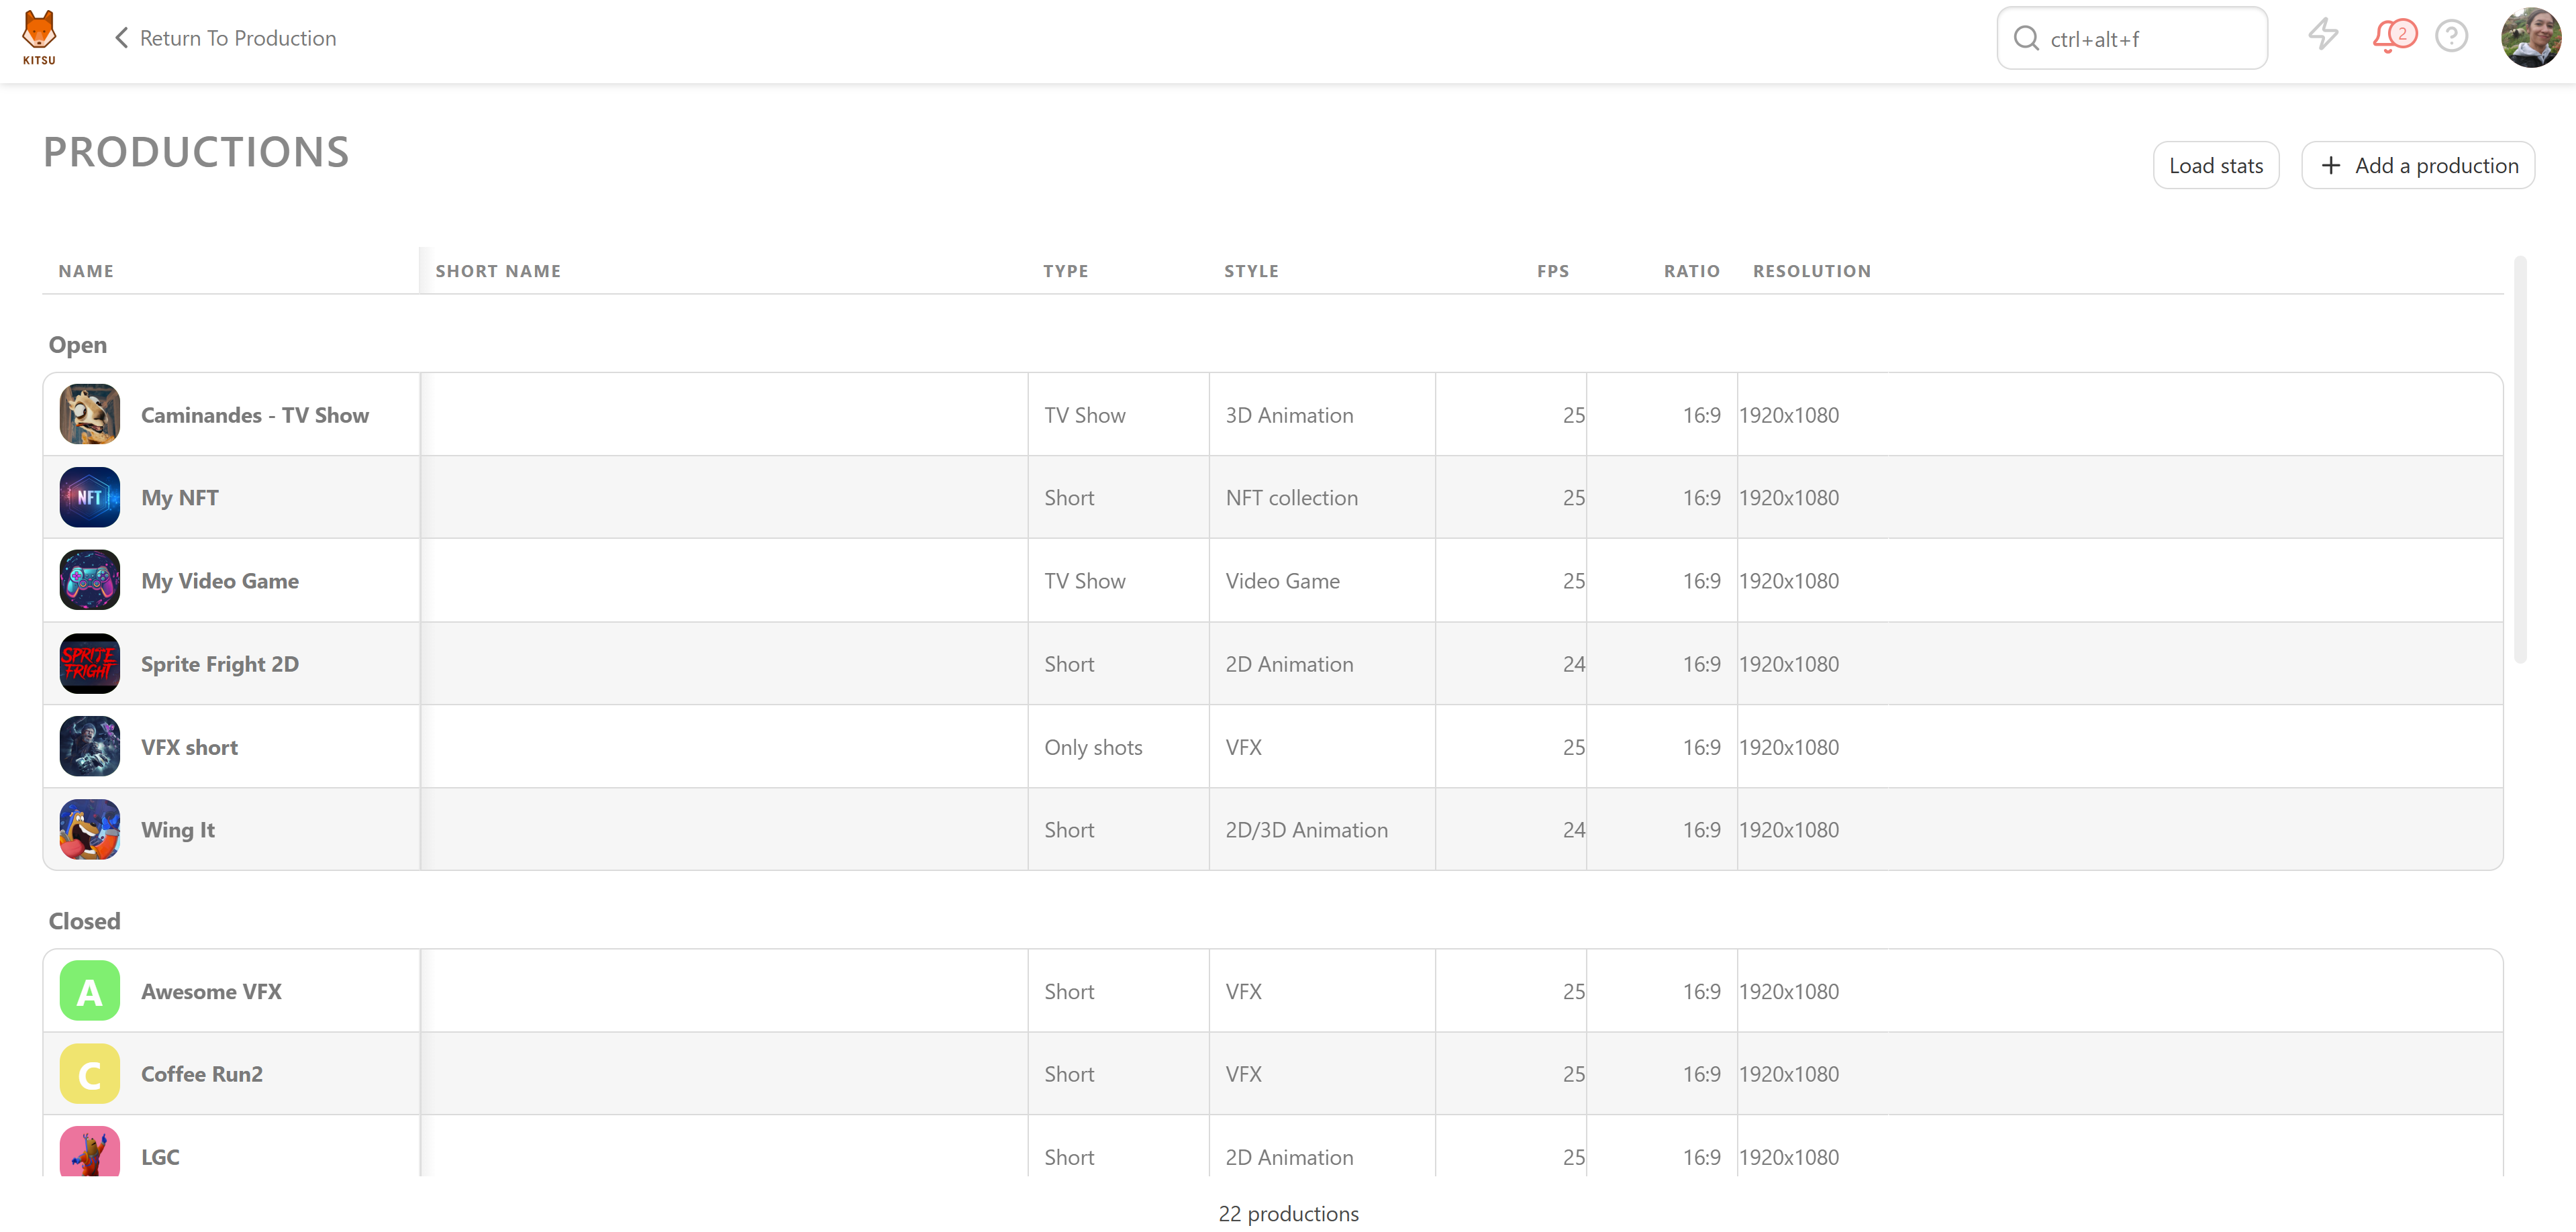 KITSU
Return To Production
ctrl+alt+f
2
PRODUCTIONS
Load stats
Add a production
NAME SHORT NAME TYPE STYLE FPS RATIO RESOLUTION
Open
Caminandes - TV Show TV Show 3D Animation 25 16:9 1920x1080
NFT My NFT Short NFT collection 25 16:9 1920x1080
My Video Game TV Show Video Game 25 16:9 1920x1080
SPRITE FRIGHT Sprite Fright 2D Short 2D Animation 24 16:9 1920x1080
VFX short Only shots VFX 25 16:9 1920x1080
Wing It Short 2D/3D Animation 24 16:9 1920x1080
Closed
A Awesome VFX Short VFX 25 16:9 1920x1080
C Coffee Run2 Short VFX 25 16:9 1920x1080
LGC Short 2D Animation 25 16:9 1920x1080
22 productions